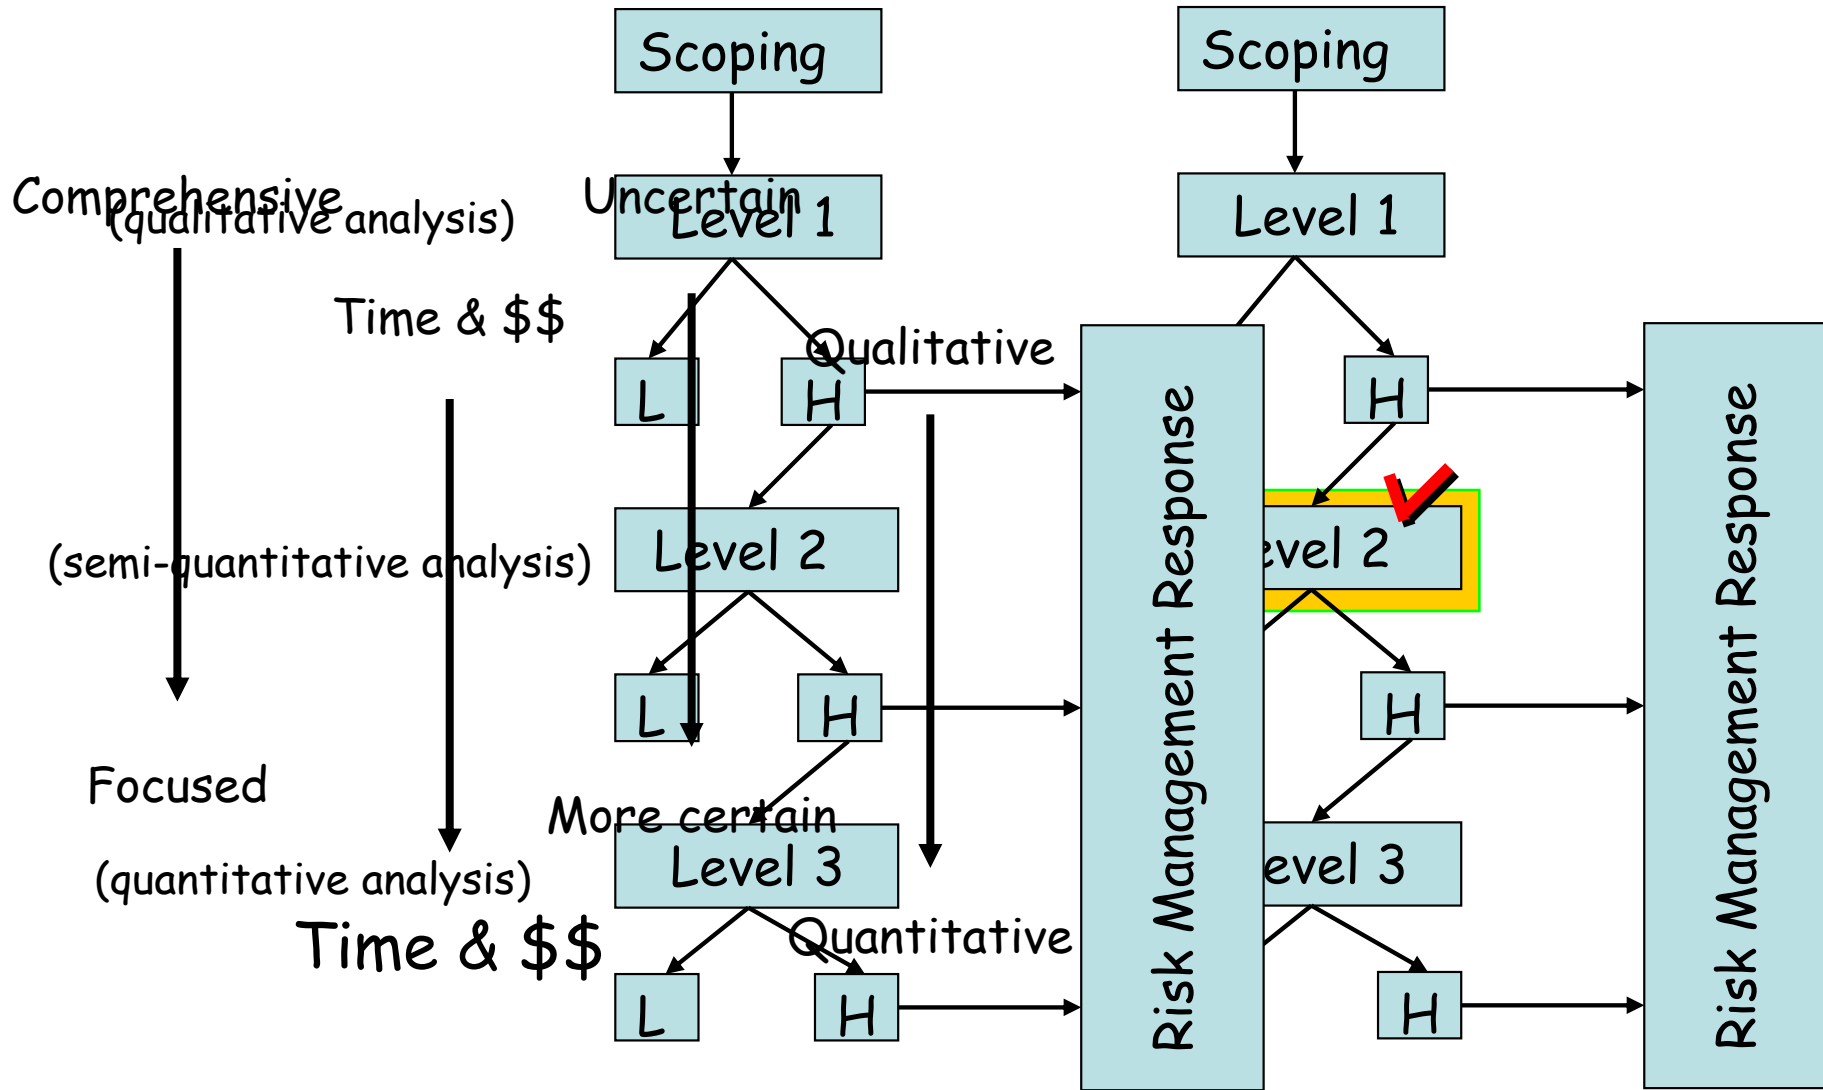 Scoping
Scoping
Comprehensive
(qualitative analysis)
Uncertain
Level 1
Level 1
Time & $$
Qualitative
L
H
H
(semi-quantitative analysis)
Level 2
evel 2
L
H
H
Risk Management Response
Risk Management Response
Focused
More certain
(quantitative analysis)
Level 3
evel 3
Time & $$
Quantitative
L
H
H